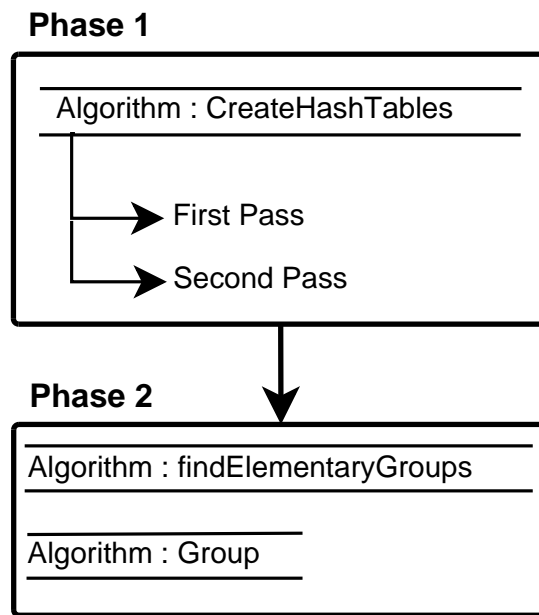 Phase 1
Algorithm : CreateHashTables
First Pass
Second Pass
Phase 2
Algorithm : findElementaryGroups
Algorithm : Group